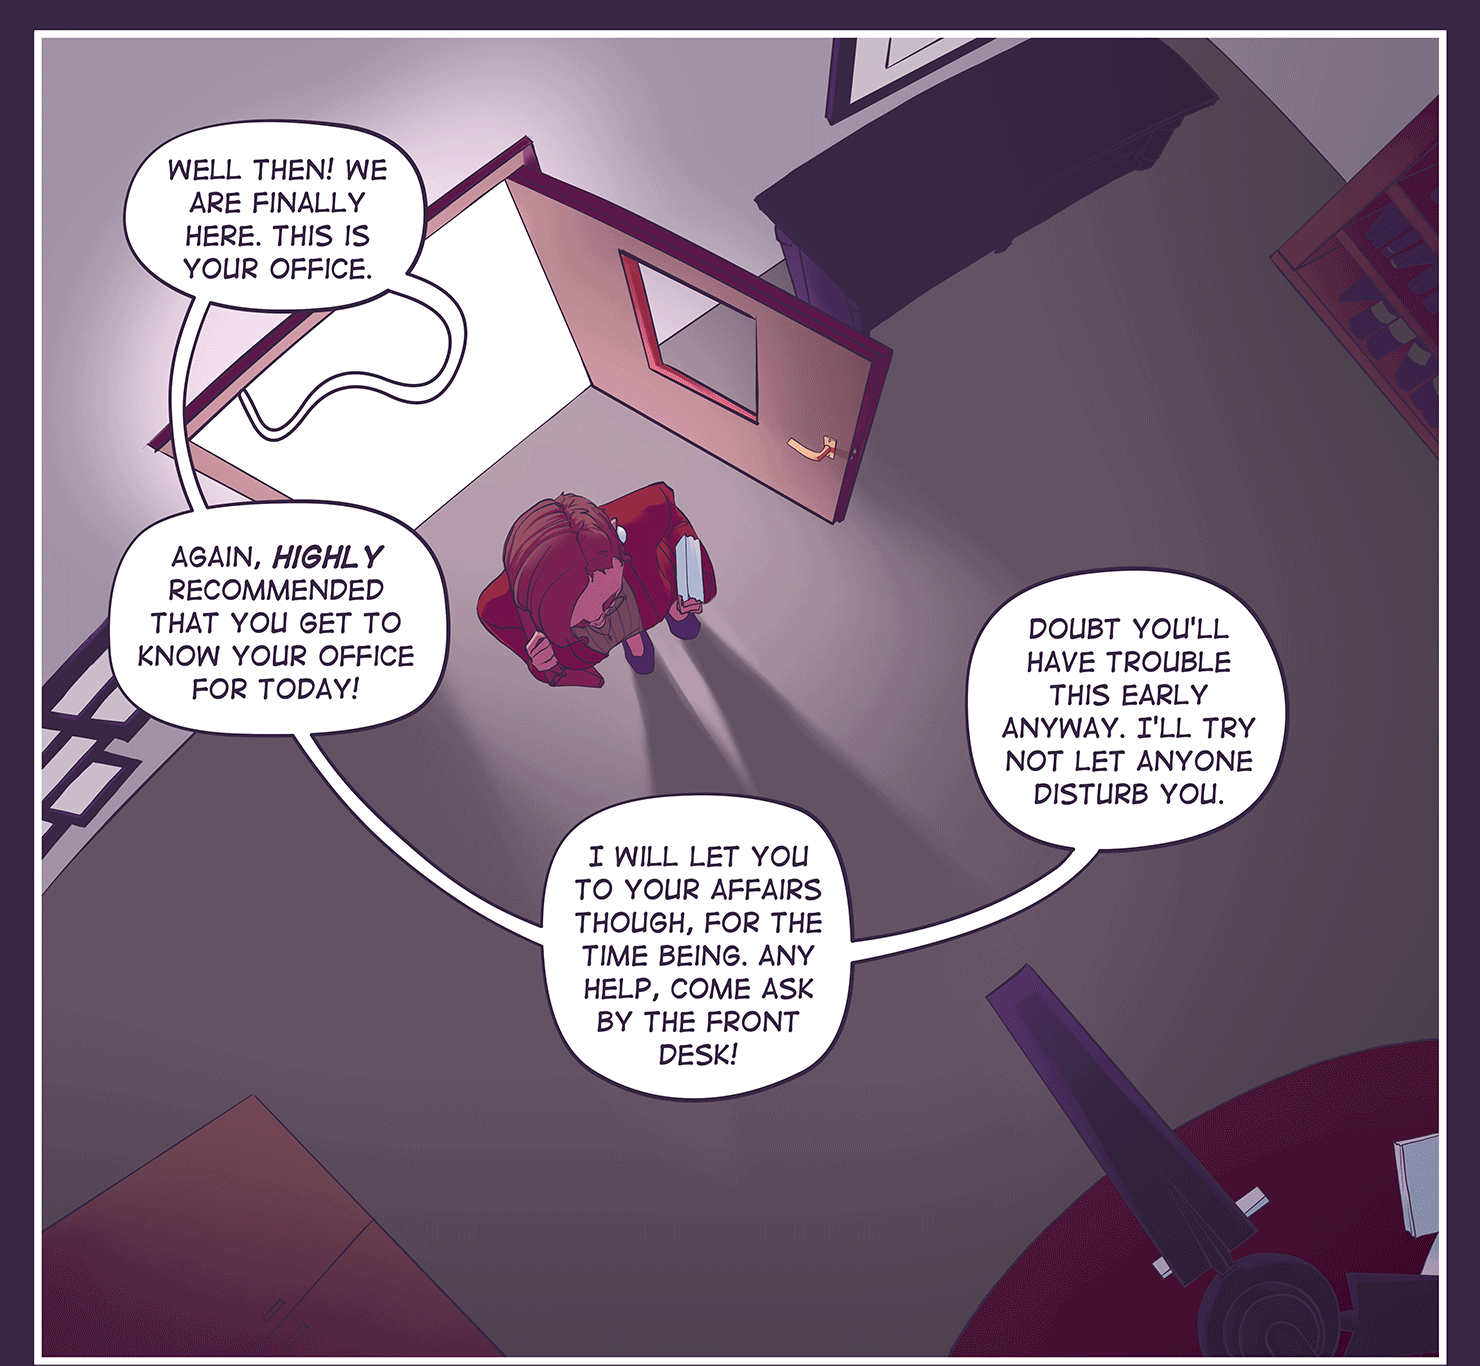 WELL THEN! WE
ARE FINALLY
HERE. THIS IS
YOUR OFFICE.
AGAIN, HIGHLY
RECOMMENDED
THAT YOU GET TO
KNOW YOUR OFFICE
FOR TODAY!
I WILL LET YOU
TO YOUR AFFAIRS
THOUGH, FOR THE
TIME BEING. ANY
HELP, COME ASK
BY THE FRONT
DESK!
DOUBT YOU'LL
HAVE TROUBLE
THIS EARLY
ANYWAY. I'LL TRY
NOT LET ANYONE
DISTURB YOU.